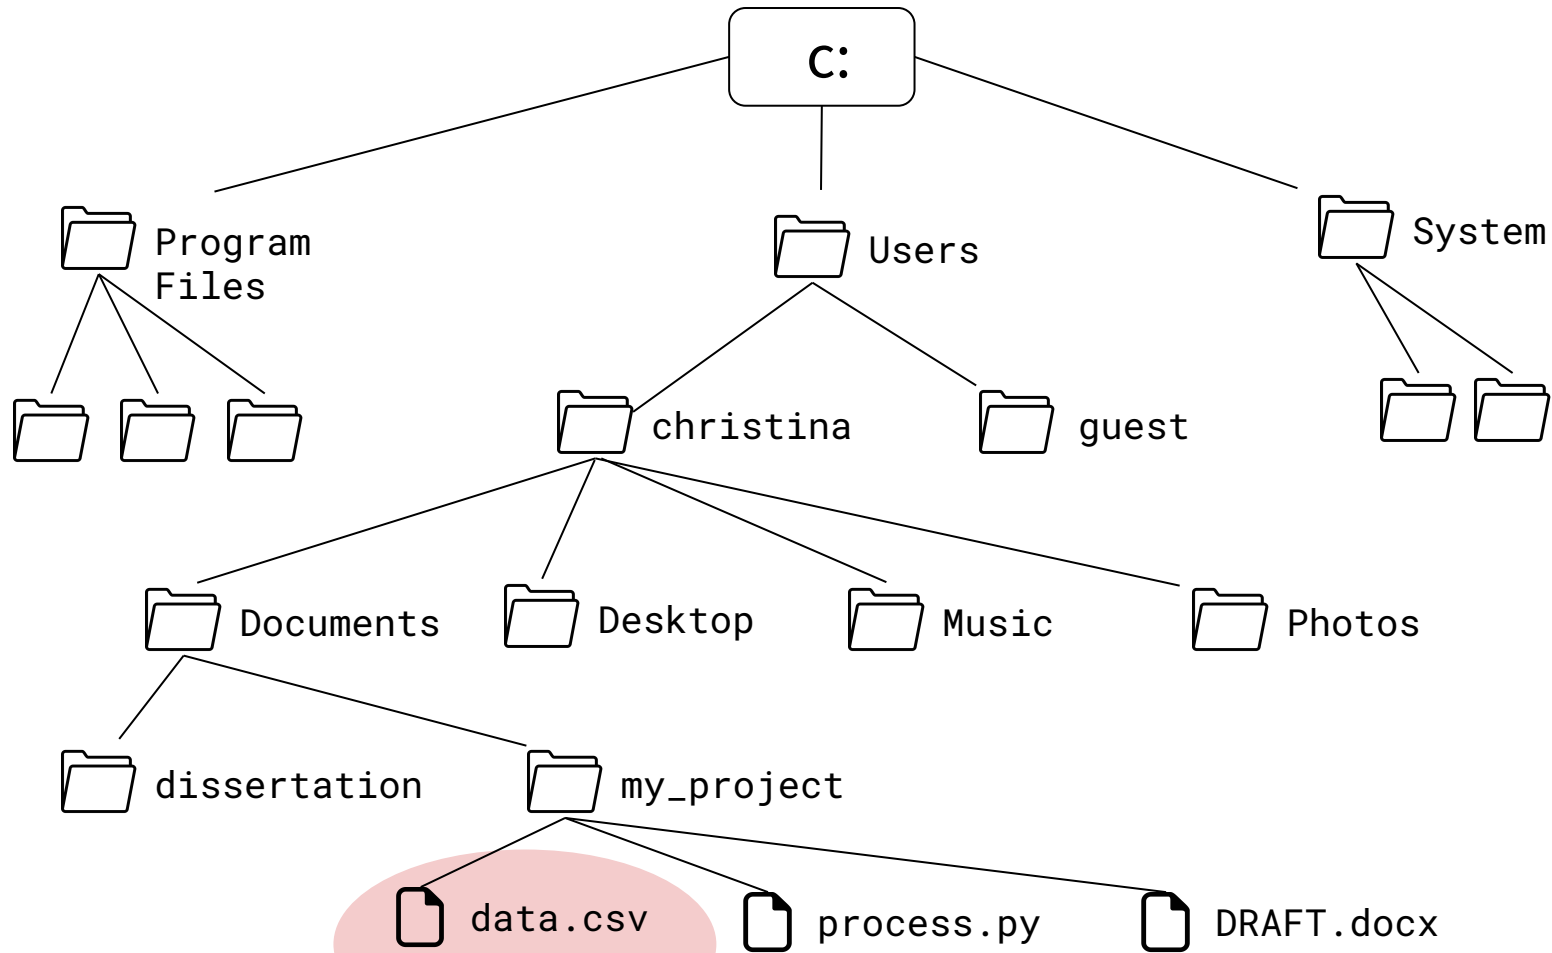 C:
Program
Files
Users
System
christina
guest
Documents
Desktop
Music
Photos
dissertation
my_project
data.csv
process.py
DRAFT.docx